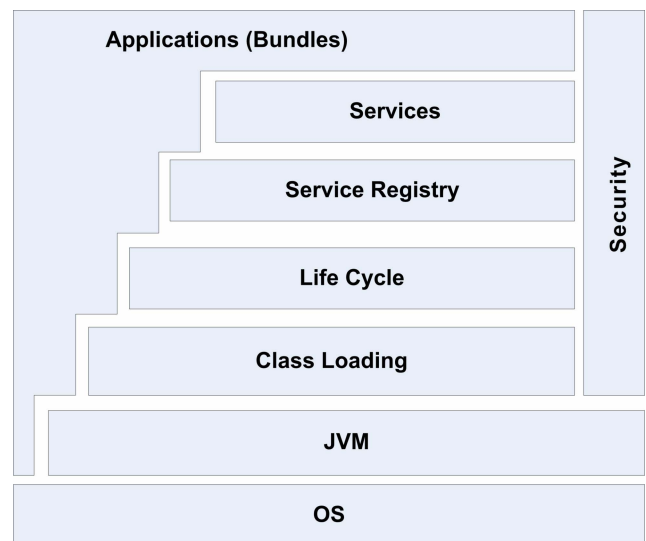 Applications (Bundles)
Services
Service Registry
Life Cycle
Class Loading
JVM
OS
Security